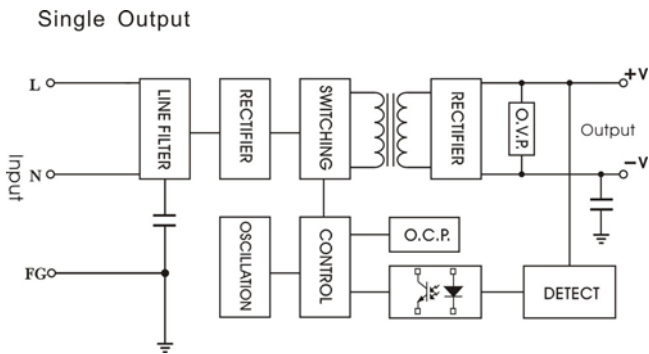 Single Output
L
LINE FILTER
RECTIFIER
SWITCHING
RECTIFIER
O.V.P.
+V
Output
-V
Input
N
FG
OSCILLATION
CONTROL
O.C.P.
DETECT